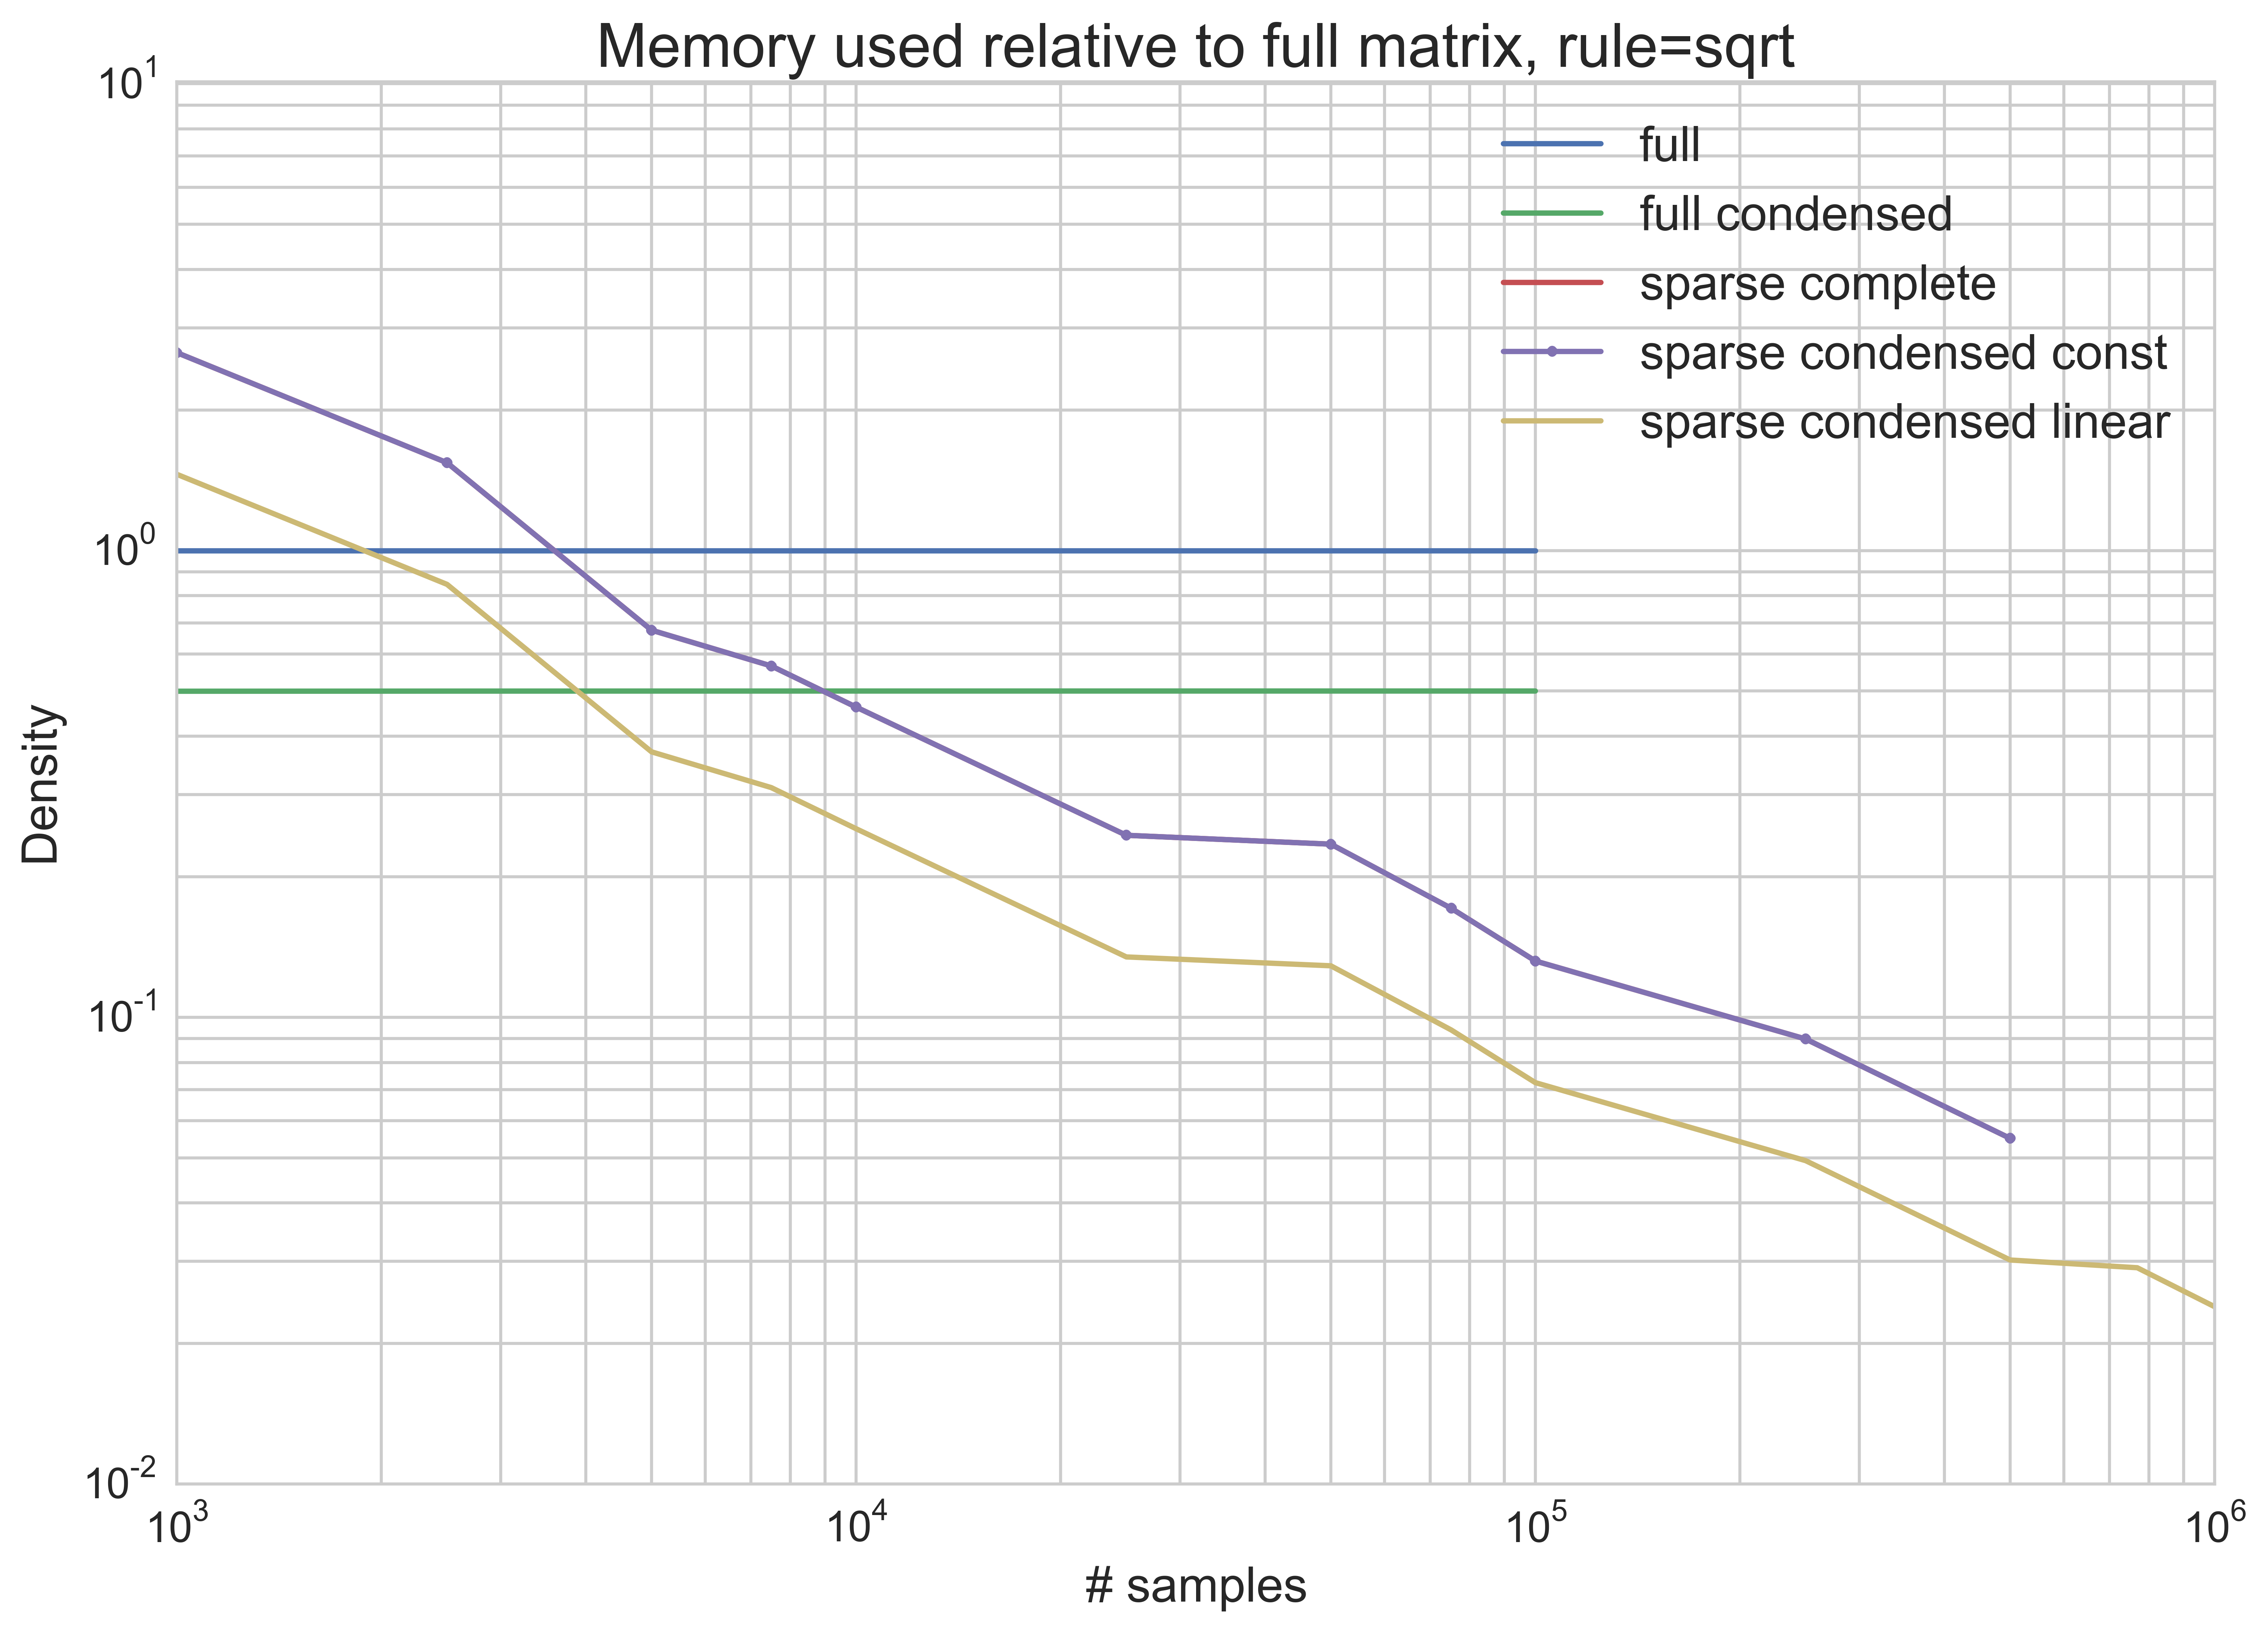 Memory used relative to full matrix, rule=sqrt
10^1
10^0
10^-1
10^-2
Density
full
full condensed
sparse complete
sparse condensed const
sparse condensed linear
10^3 10^4 10^5 10^6
# samples